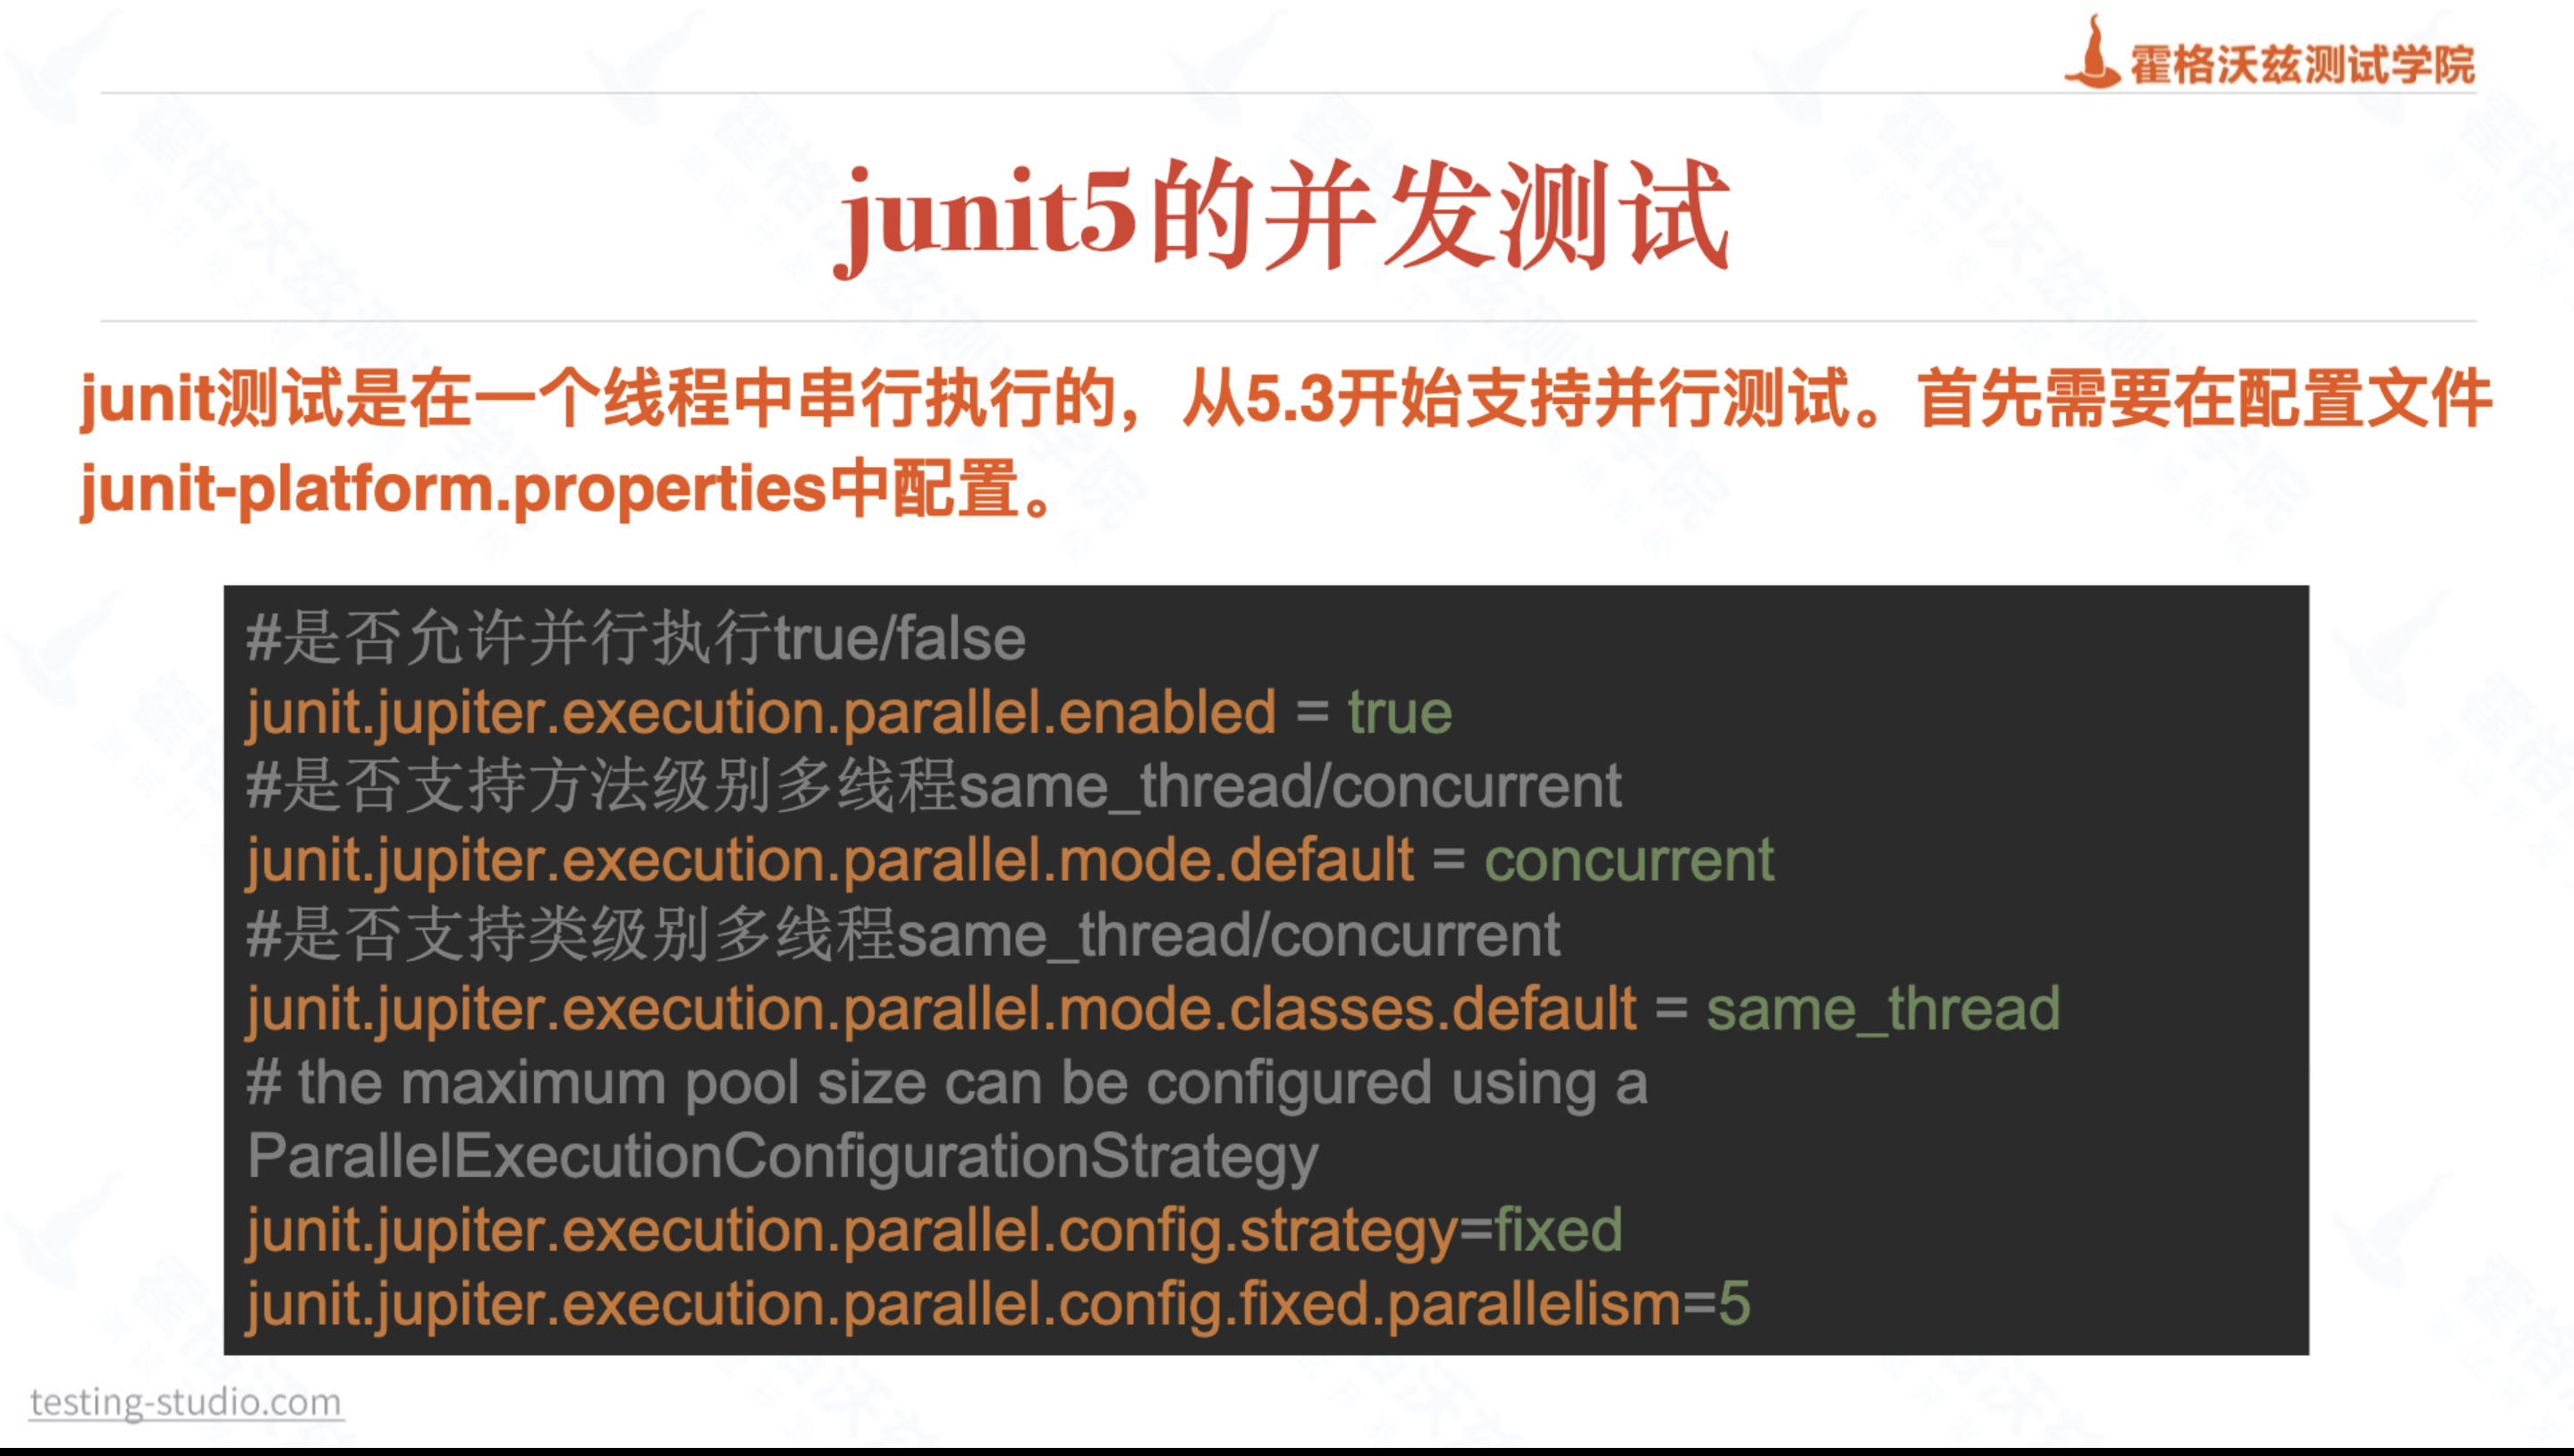 霍格沃兹测试学院
junit5的并发测试
junit测试是在一个线程中串行执行的，从5.3开始支持并行测试。首先需要在配置文件
junit-platform.properties中配置。
#是否允许并行执行true/false
junit.jupiter.execution.parallel.enabled = true
#是否支持方法级别多线程same_thread/concurrent
junit.jupiter.execution.parallel.mode.default = concurrent
#是否支持类级别多线程same_thread/concurrent
junit.jupiter.execution.parallel.mode.classes.default = same_thread
# the maximum pool size can be configured using a
ParallelExecutionConfigurationStrategy
junit.jupiter.execution.parallel.config.strategy=fixed
junit.jupiter.execution.parallel.config.fixed.parallelism=5
testing-studio.com